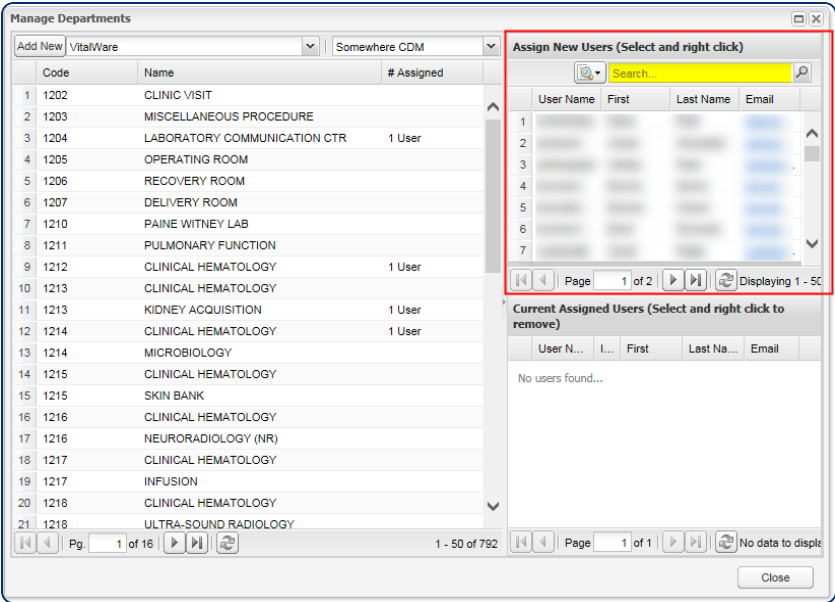 Manage Departments
Add New VitalWare Somewhere CDM
Code Name # Assigned
1 1202 CLINIC VISIT
2 1203 MISCELLANEOUS PROCEDURE
3 1204 LABORATORY COMMUNICATION CTR 1 User
4 1205 OPERATING ROOM
5 1206 RECOVERY ROOM
6 1207 DELIVERY ROOM
7 1210 PAINE WITNEY LAB
8 1211 PULMONARY FUNCTION
9 1212 CLINICAL HEMATOLOGY 1 User
10 1213 CLINICAL HEMATOLOGY
11 1213 KIDNEY ACQUISITION 1 User
12 1214 CLINICAL HEMATOLOGY 1 User
13 1214 MICROBIOLOGY
14 1215 CLINICAL HEMATOLOGY
15 1215 SKIN BANK
16 1216 CLINICAL HEMATOLOGY
17 1216 NEURORADIOLOGY (NR)
18 1217 CLINICAL HEMATOLOGY
19 1217 INFUSION
20 1218 CLINICAL HEMATOLOGY
21 1218 ULTRA-SOUND RADIOLOGY
Pg. 1 of 16 1 - 50 of 792
Assign New Users (Select and right click)
Search...
User Name First Last Name Email
1
2
3
4
5
6
7
Page 1 of 2 Displaying 1 - 50
Current Assigned Users (Select and right click to
remove)
User N... I... First Last Na... Email
No users found...
Page 1 of 1 No data to displa
Close